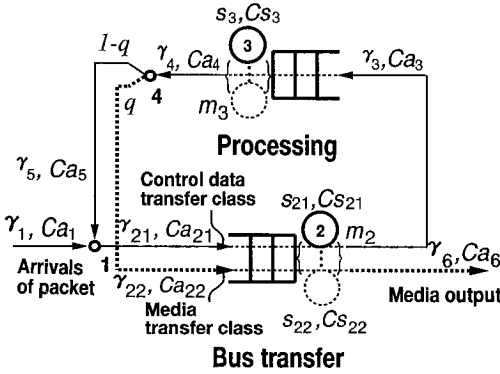 s3, Cs3
3
1-q
γ4, Ca4
γ3, Ca3
4
q
m3
Processing
γ5, Ca5
Control data
transfer class
s21, Cs21
γ1, Ca1
γ21, Ca21
2
m2
1
Arrivals
of packet
γ22, Ca22
γ6, Ca6
Media
transfer class
s22, Cs22
Media output
Bus transfer